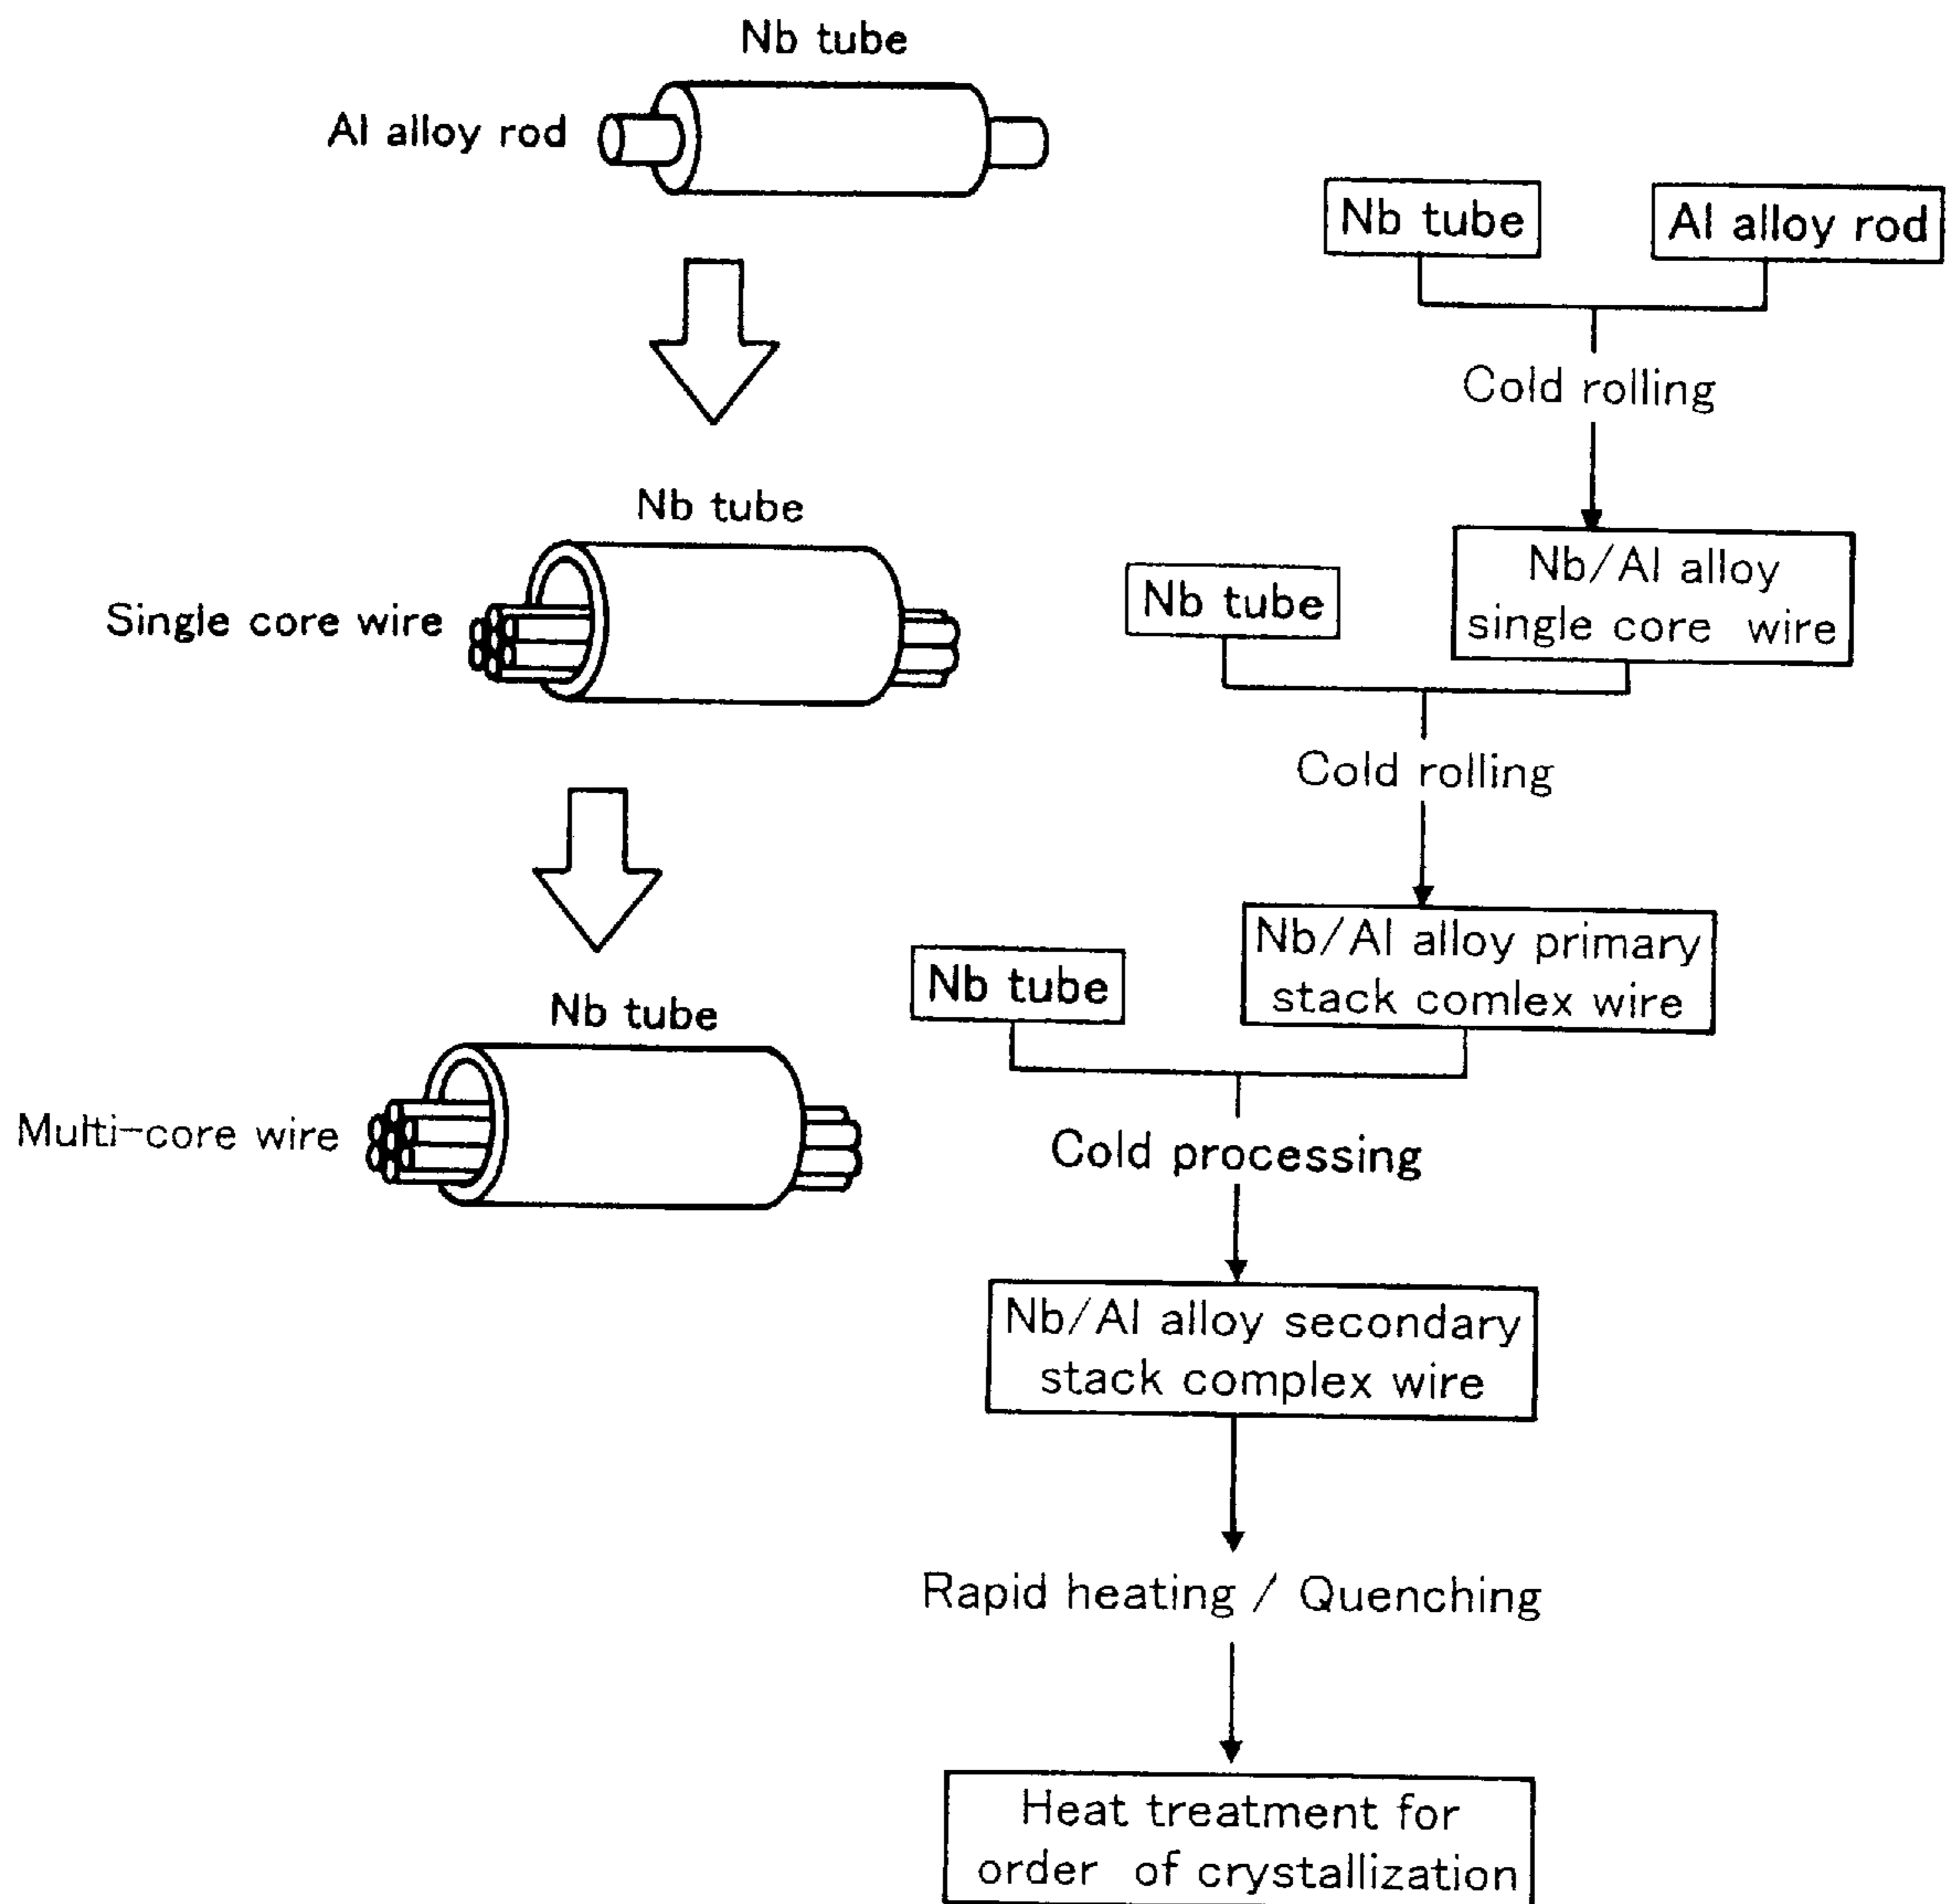 Nb tube
Al alloy rod
Nb tube
Single core wire
Nb tube
Multi-core wire
Nb tube
Al alloy rod
Cold rolling
Nb tube
Nb/Al alloy
single core wire
Cold rolling
Nb tube
Nb/Al alloy primary
stack comlex wire
Cold processing
Nb/Al alloy secondary
stack complex wire
Rapid heating / Quenching
Heat treatment for
order of crystallization